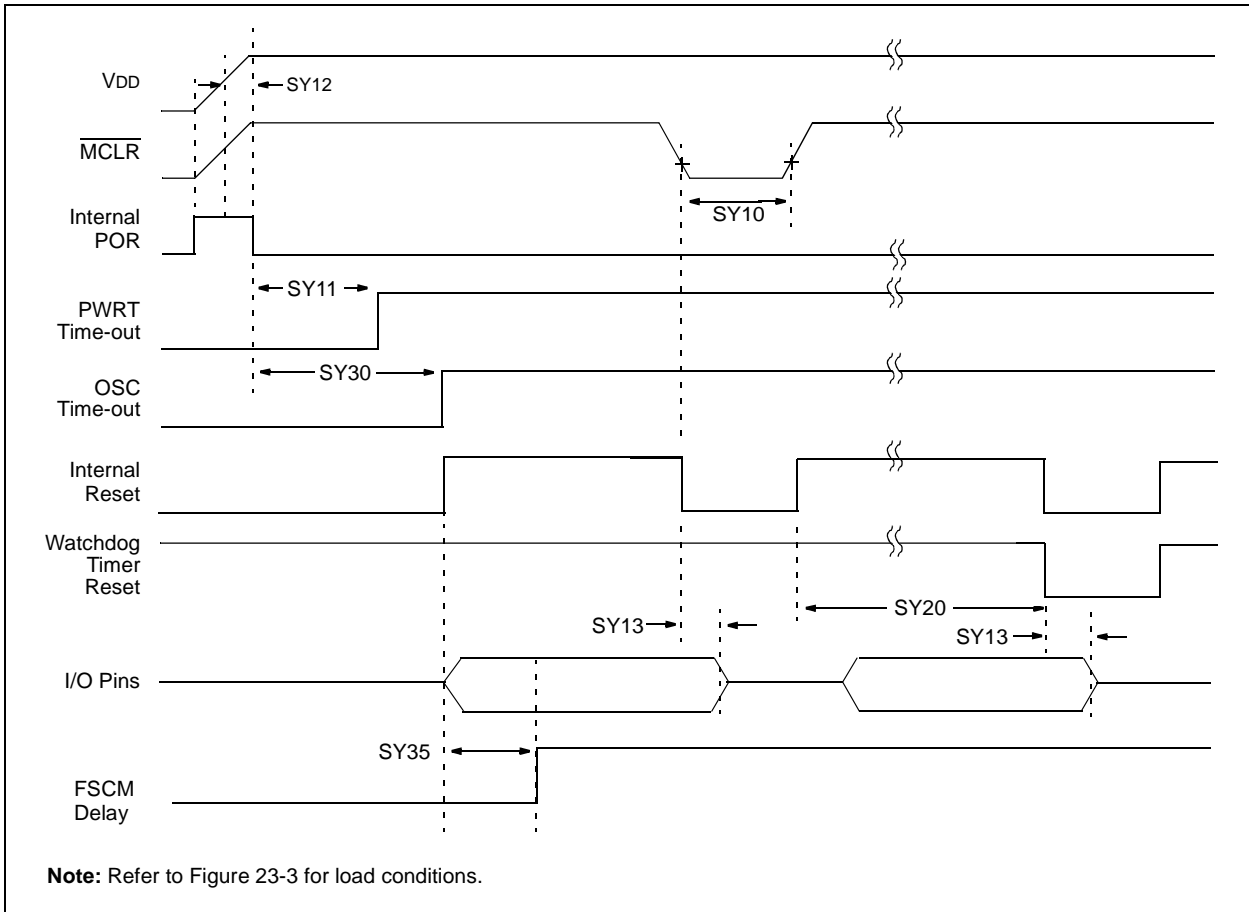 VDD
SY12
MCLR
SY10
Internal
POR
SY11
PWRT
Time-out
SY30
OSC
Time-out
Internal
Reset
Watchdog
Timer
Reset
SY20
SY13
SY13
I/O Pins
SY35
FSCM
Delay
Note: Refer to Figure 23-3 for load conditions.